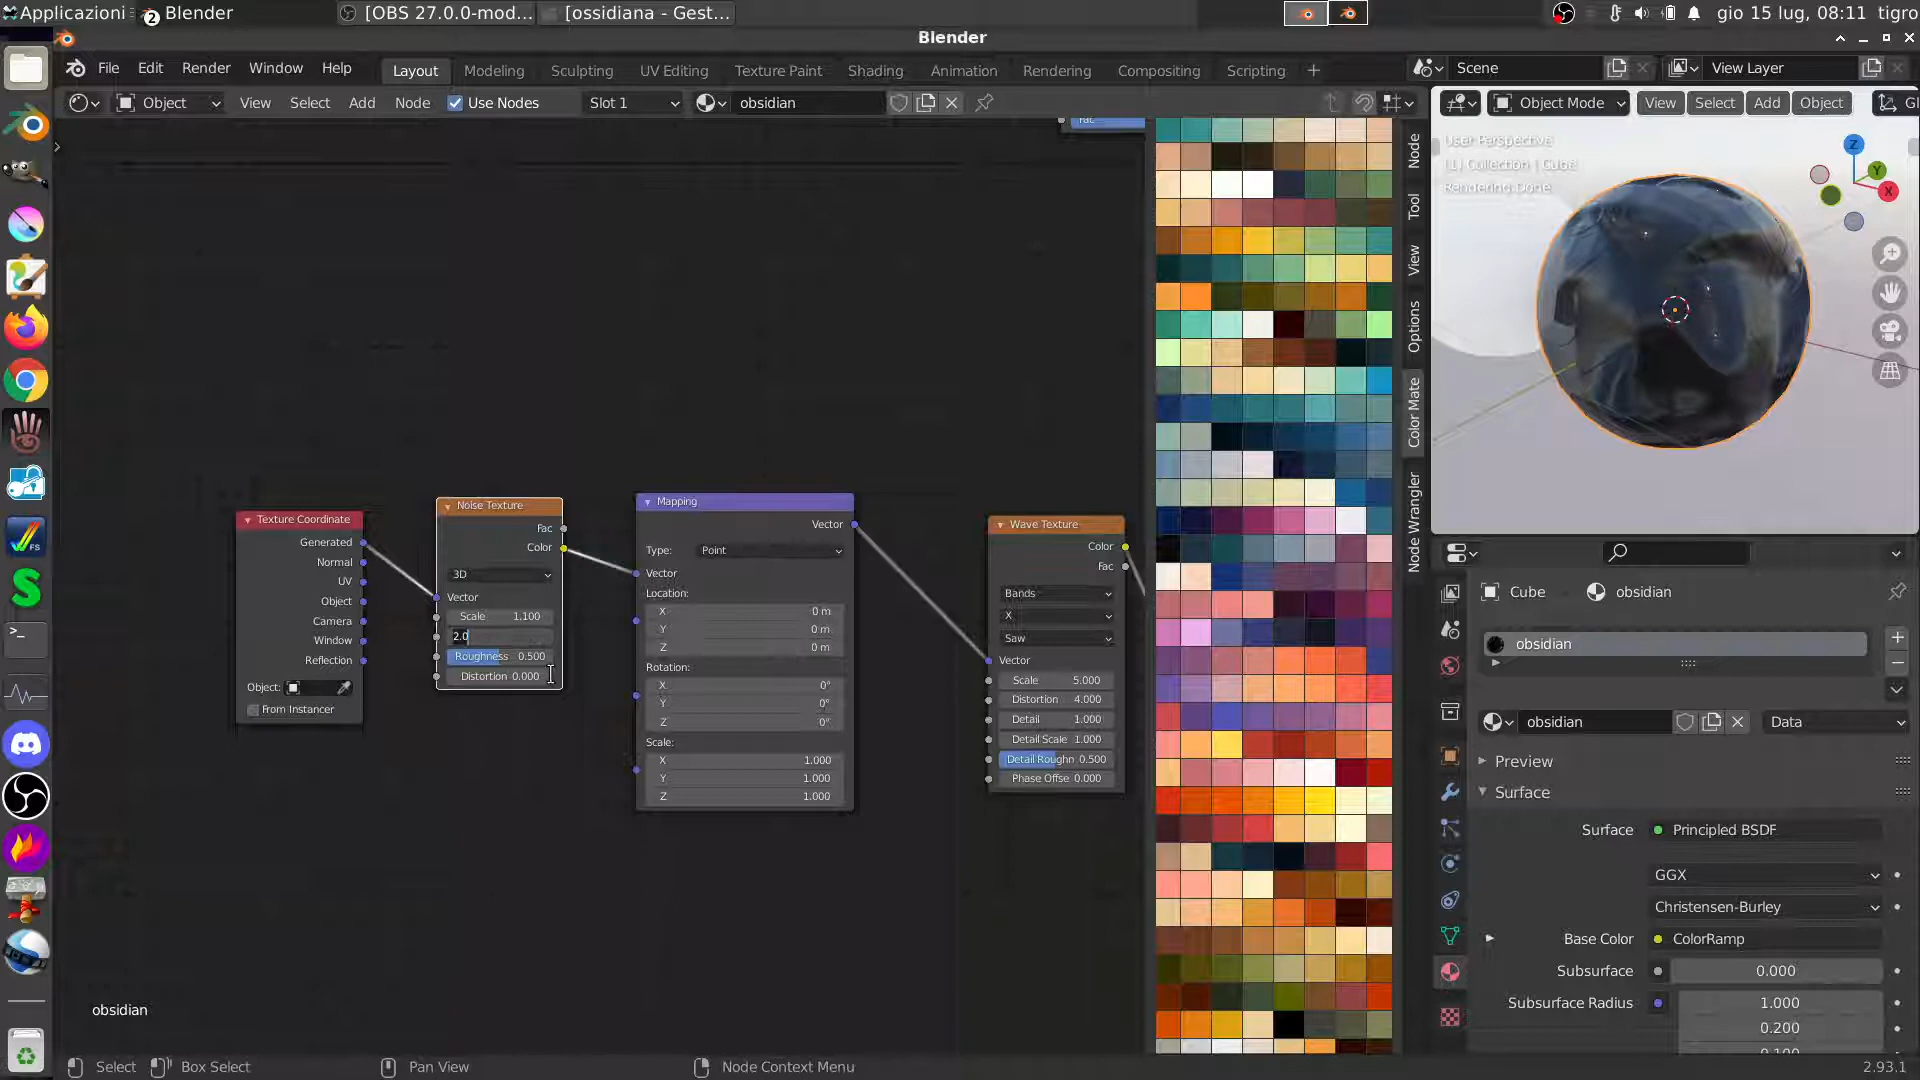 Applicazioni
2 Blender
[OBS 27.0.0-mod...
[ossidiana - Gest...
gio 15 lug, 08:11 tigro
Blender
File Edit Render Window Help
Layout Modeling Sculpting UV Editing Texture Paint Shading Animation Rendering Compositing Scripting +
Scene
View Layer
Object
View Select Add Node
Use Nodes
Slot 1
obsidian
Object Mode
View Select Add Object
Gl
User Perspective
(1) Collection | Cube
Rendering Done
Z
Y
X
Fac
Node
Tool
View
Options
Color Mate
Node Wrangler
Texture Coordinate
Generated
Normal
UV
Object
Camera
Window
Reflection
Object:
From Instancer
Noise Texture
Fac
Color
3D
Vector
Scale 1.100
2.0
Roughness 0.500
Distortion 0.000
Mapping
Vector
Type: Point
Vector
Location:
X 0 m
Y 0 m
Z 0 m
Rotation:
X 0°
Y 0°
Z 0°
Scale:
X 1.000
Y 1.000
Z 1.000
Wave Texture
Color
Fac
Bands
X
Saw
Vector
Scale 5.000
Distortion 4.000
Detail 1.000
Detail Scale 1.000
Detail Roughn 0.500
Phase Offse 0.000
Cube
obsidian
obsidian
obsidian
Data
Preview
Surface
Surface Principled BSDF
GGX
Christensen-Burley
Base Color ColorRamp
Subsurface 0.000
Subsurface Radius 1.000
0.200
0.100
obsidian
Select
Box Select
Pan View
Node Context Menu
2.93.1
FS